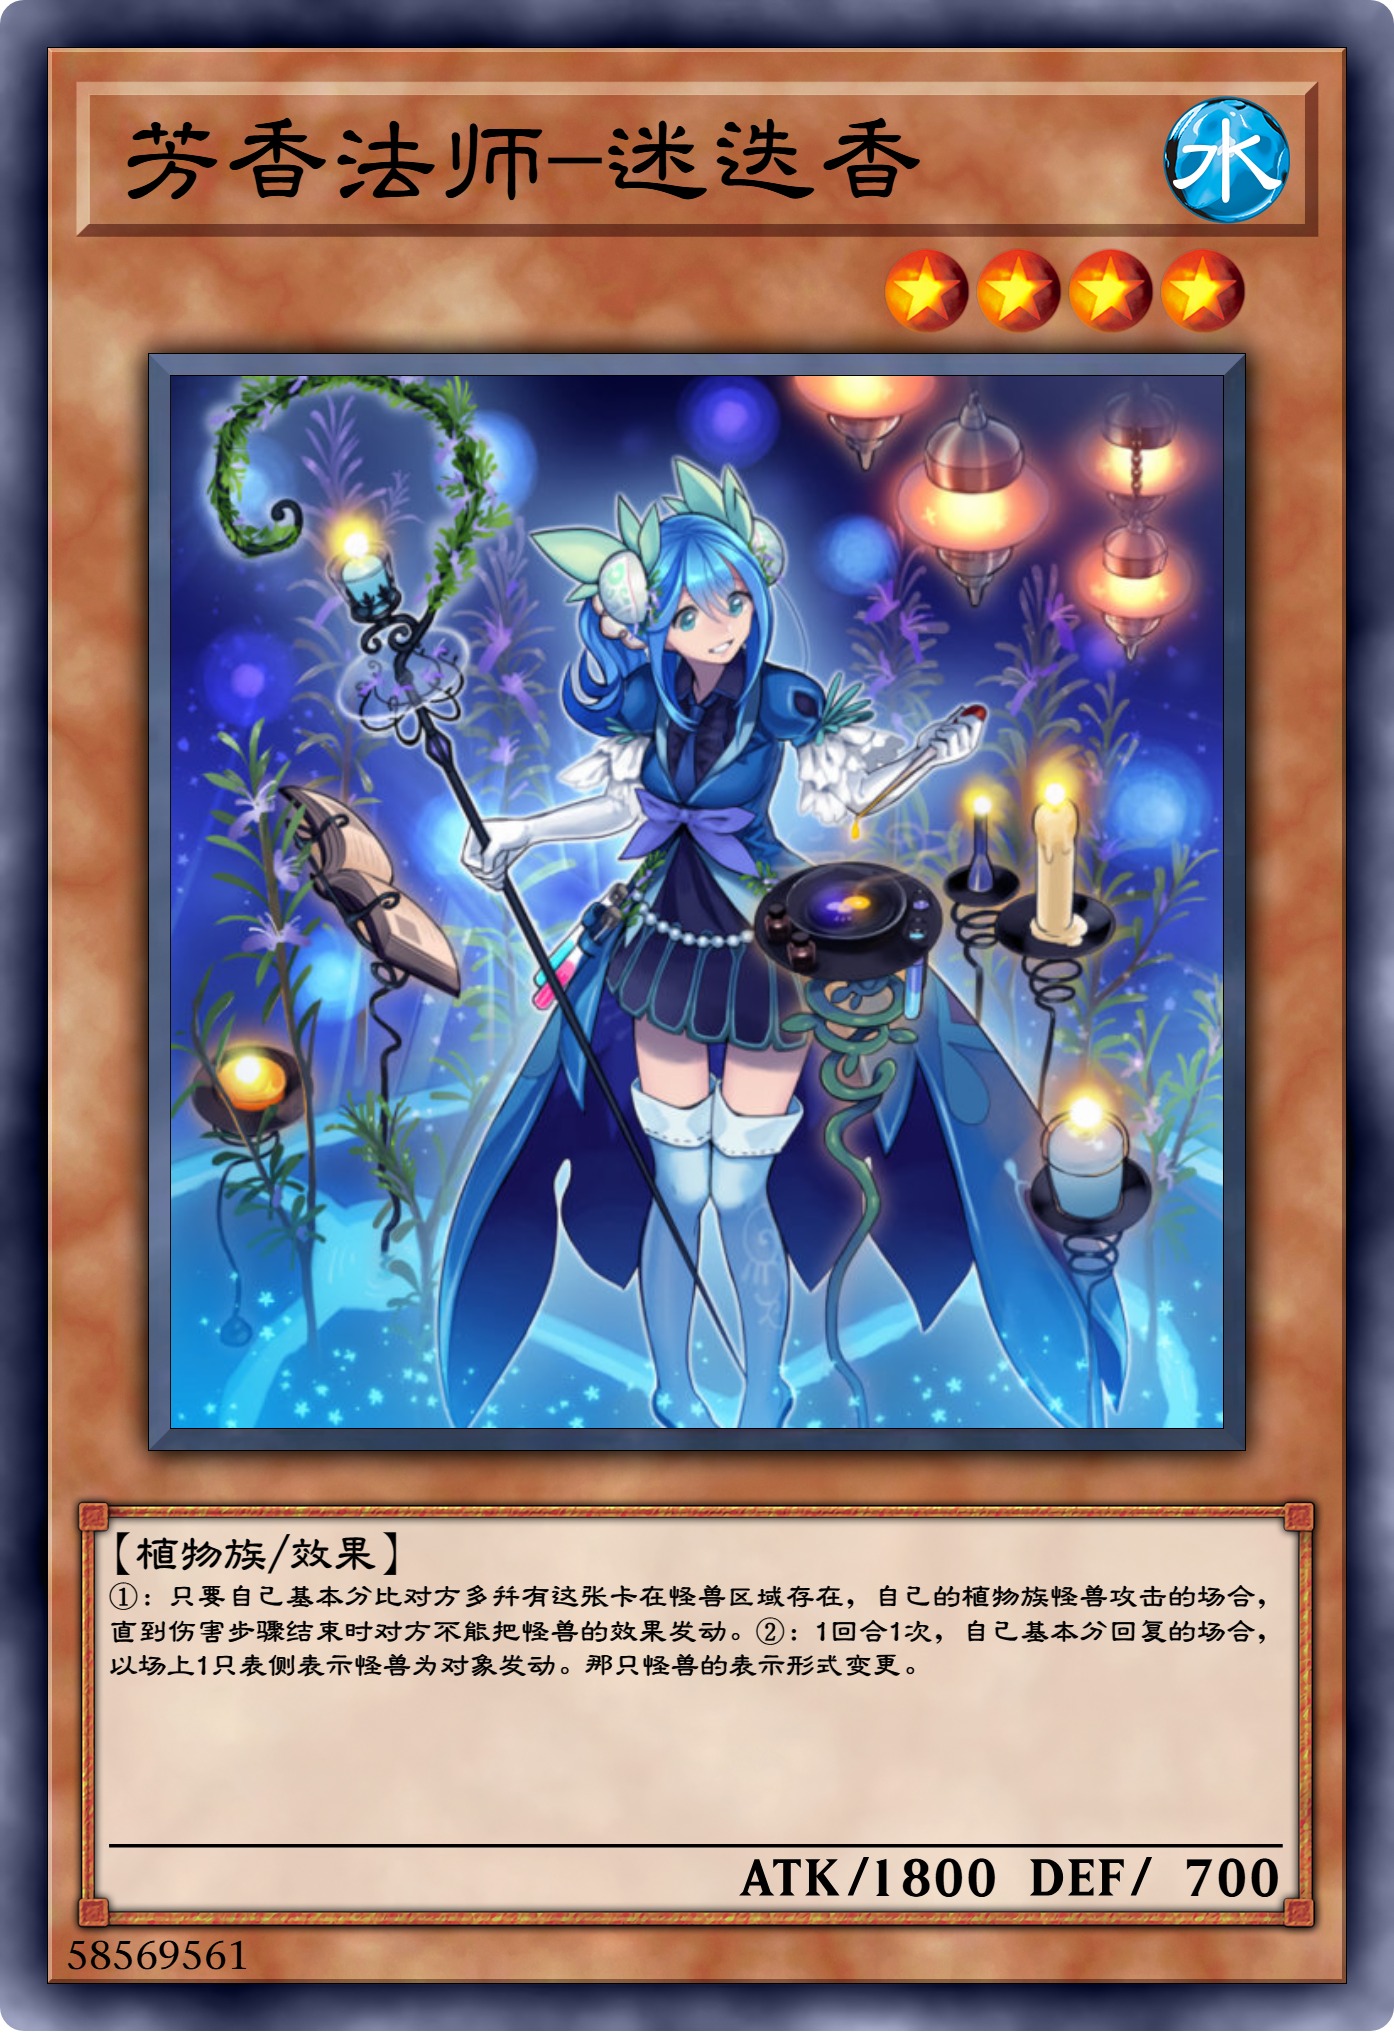 芳香法师-迷迭香
水
【植物族/效果】
①：只要自己基本分比对方多并有这张卡在怪兽区域存在，自己的植物族怪兽攻击的场合，
直到伤害步骤结束时对方不能把怪兽的效果发动。②：1回合1次，自己基本分回复的场合，
以场上1只表侧表示怪兽为对象发动。那只怪兽的表示形式变更。
ATK/1800 DEF/ 700
58569561